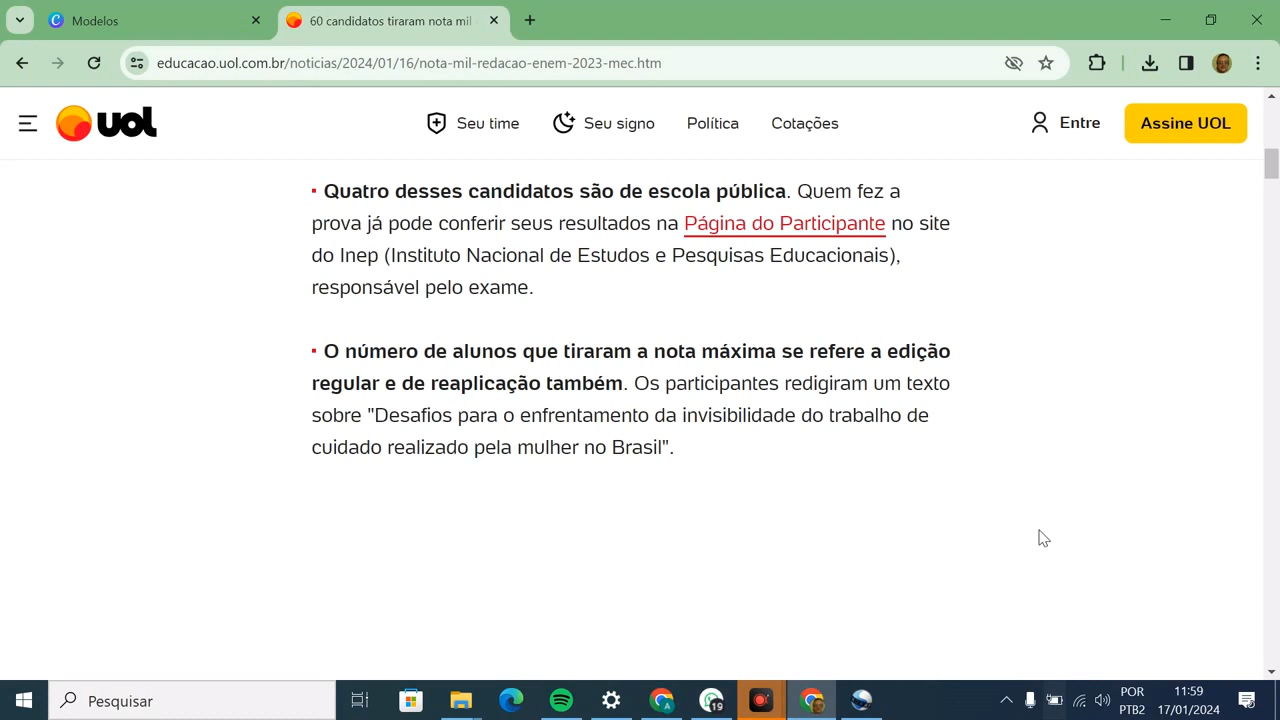 Modelos
60 candidatos tiraram nota mil
educacao.uol.com.br/noticias/2024/01/16/nota-mil-redacao-enem-2023-mec.htm
uol
Seu time
Seu signo
Política
Cotações
Entre
Assine UOL
Quatro desses candidatos são de escola pública. Quem fez a
prova já pode conferir seus resultados na Página do Participante no site
do Inep (Instituto Nacional de Estudos e Pesquisas Educacionais),
responsável pelo exame.
O número de alunos que tiraram a nota máxima se refere a edição
regular e de reaplicação também. Os participantes redigiram um texto
sobre "Desafios para o enfrentamento da invisibilidade do trabalho de
cuidado realizado pela mulher no Brasil".
Pesquisar
A
19
POR
PTB2
11:59
17/01/2024